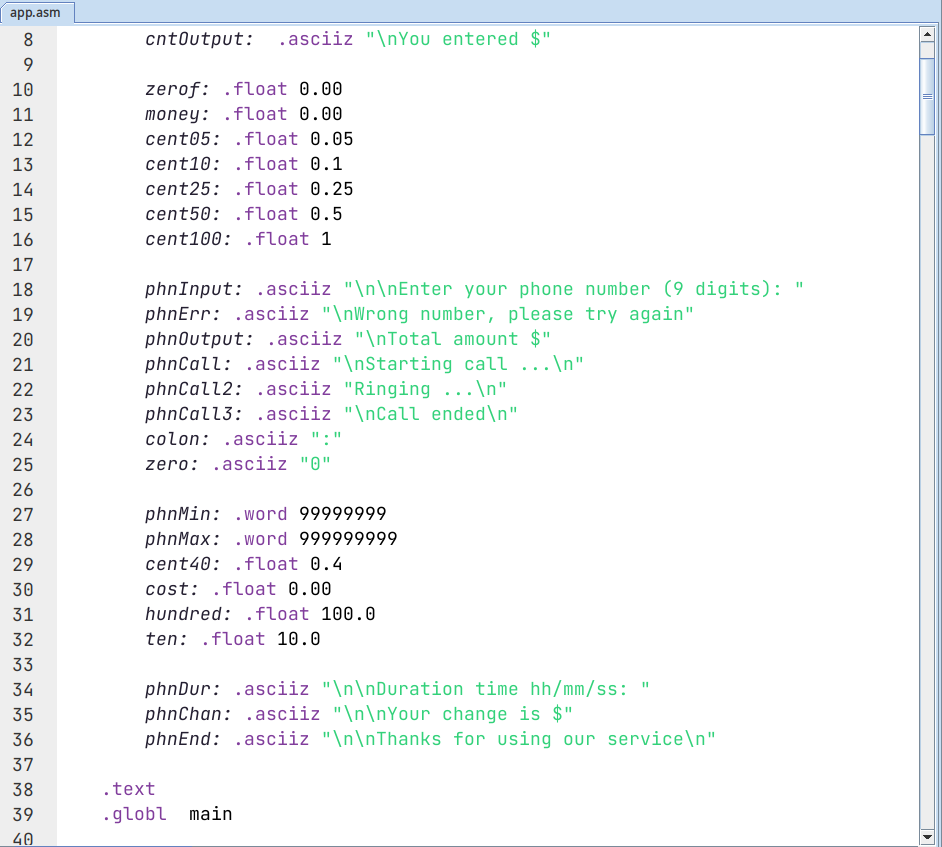 app.asm
8 cntOutput:  .asciiz "\nYou entered $"
9
10 zerof: .float 0.00
11 money: .float 0.00
12 cent05: .float 0.05
13 cent10: .float 0.1
14 cent25: .float 0.25
15 cent50: .float 0.5
16 cent100: .float 1
17
18 phnInput: .asciiz "\n\nEnter your phone number (9 digits): "
19 phnErr: .asciiz "\nWrong number, please try again"
20 phnOutput: .asciiz "\nTotal amount $"
21 phnCall: .asciiz "\nStarting call ...\n"
22 phnCall2: .asciiz "Ringing ...\n"
23 phnCall3: .asciiz "\nCall ended\n"
24 colon: .asciiz ":"
25 zero: .asciiz "0"
26
27 phnMin: .word 99999999
28 phnMax: .word 999999999
29 cent40: .float 0.4
30 cost: .float 0.00
31 hundred: .float 100.0
32 ten: .float 10.0
33
34 phnDur: .asciiz "\n\nDuration time hh/mm/ss: "
35 phnChan: .asciiz "\n\nYour change is $"
36 phnEnd: .asciiz "\n\nThanks for using our service\n"
37
38 .text
39 .globl  main
40